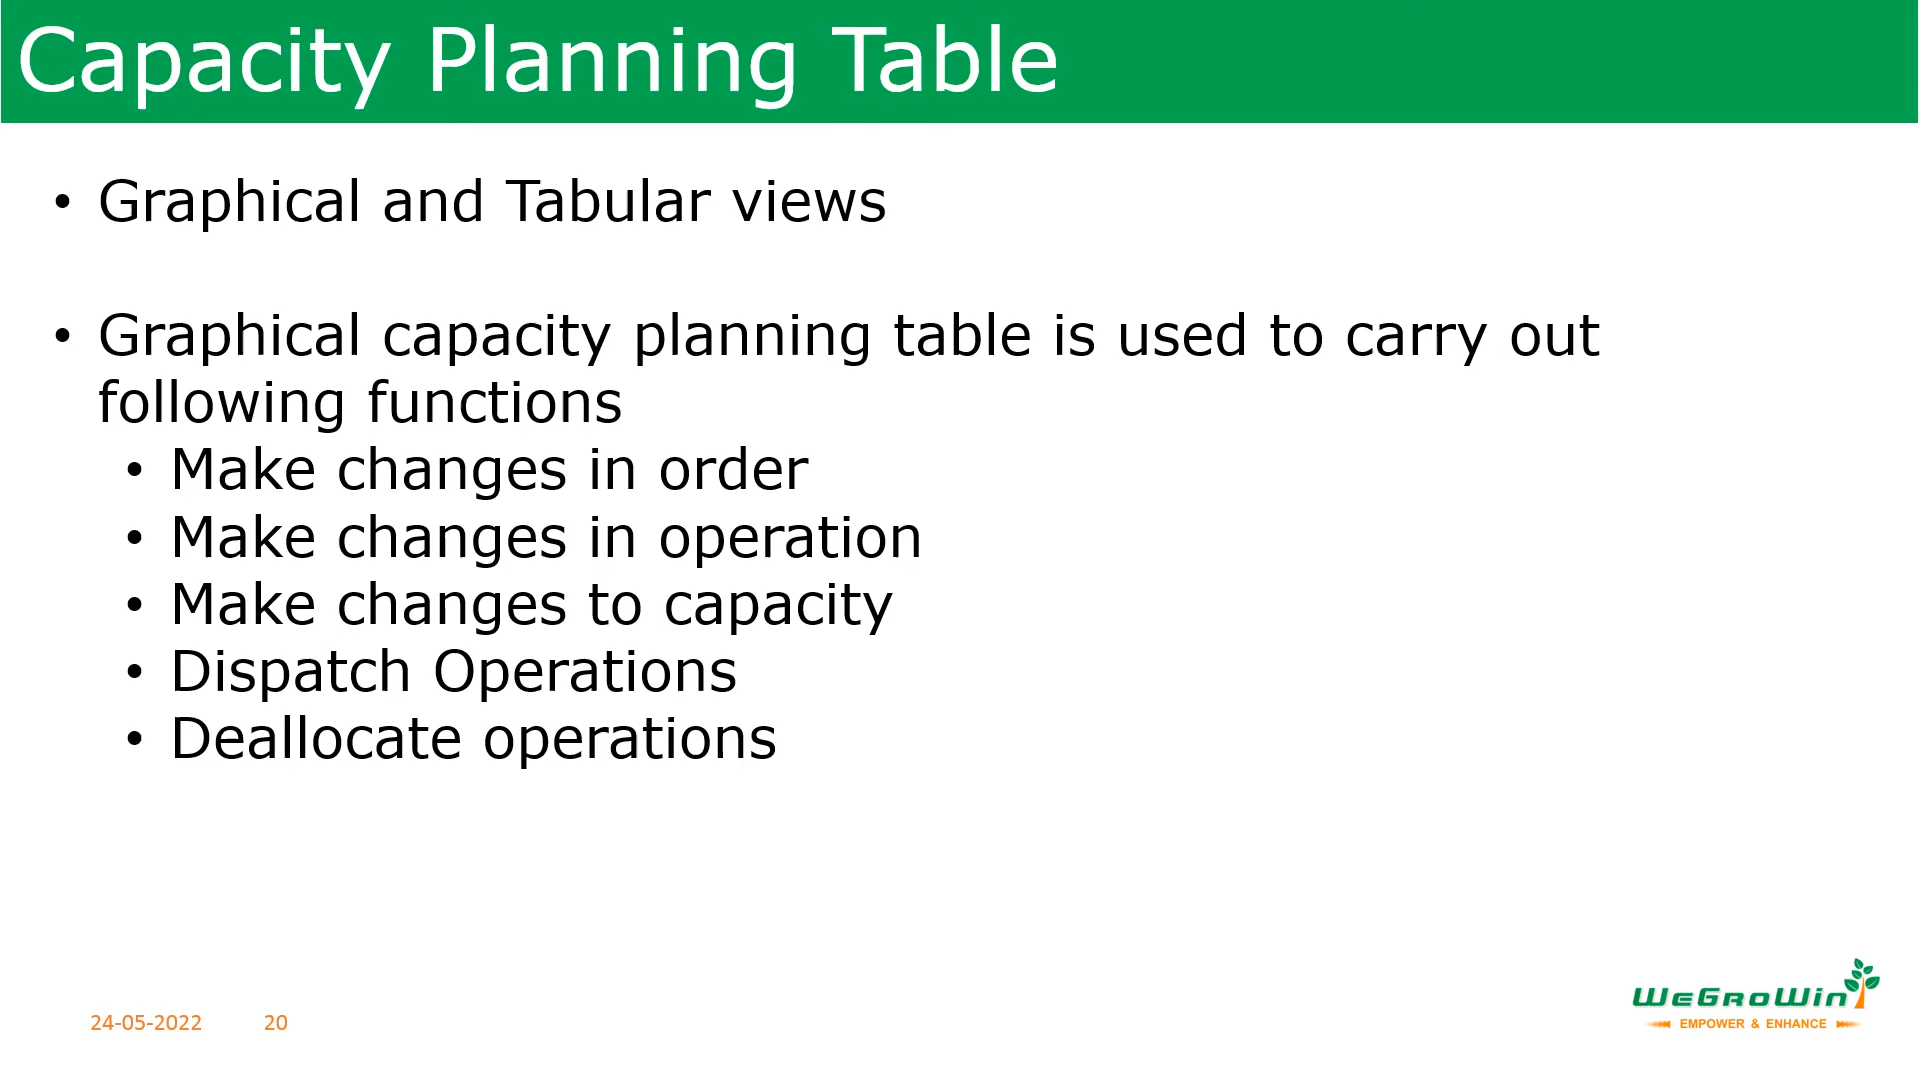 Capacity Planning Table
• Graphical and Tabular views
• Graphical capacity planning table is used to carry out
following functions
• Make changes in order
• Make changes in operation
• Make changes to capacity
• Dispatch Operations
• Deallocate operations
24-05-2022 20
WeGroWin
EMPOWER & ENHANCE